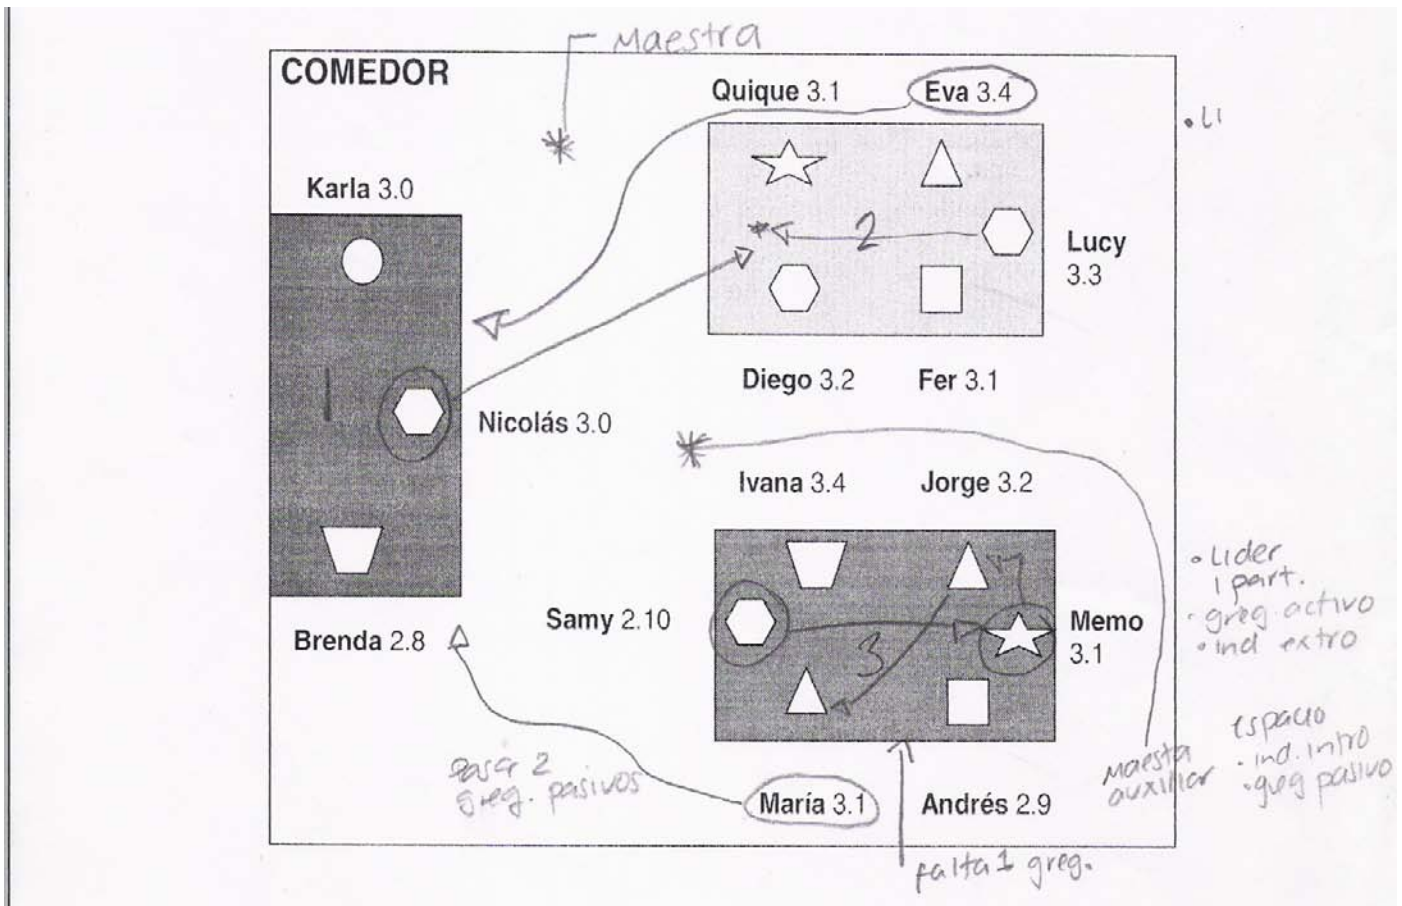 Maestra
COMEDOR
Quique 3.1
Eva 3.4
• LI
Karla 3.0
2
Lucy
3.3
Diego 3.2
Fer 3.1
1
Nicolás 3.0
Ivana 3.4
Jorge 3.2
Samy 2.10
3
Memo
3.1
• Lider
1 part.
• greg. activo
• ind extro
Brenda 2.8
Pasar 2
greg. pasivos
María 3.1
Andrés 2.9
Maesta
auxiliar
espacio
• ind. intro
• greg pasivo
falta 1 greg.